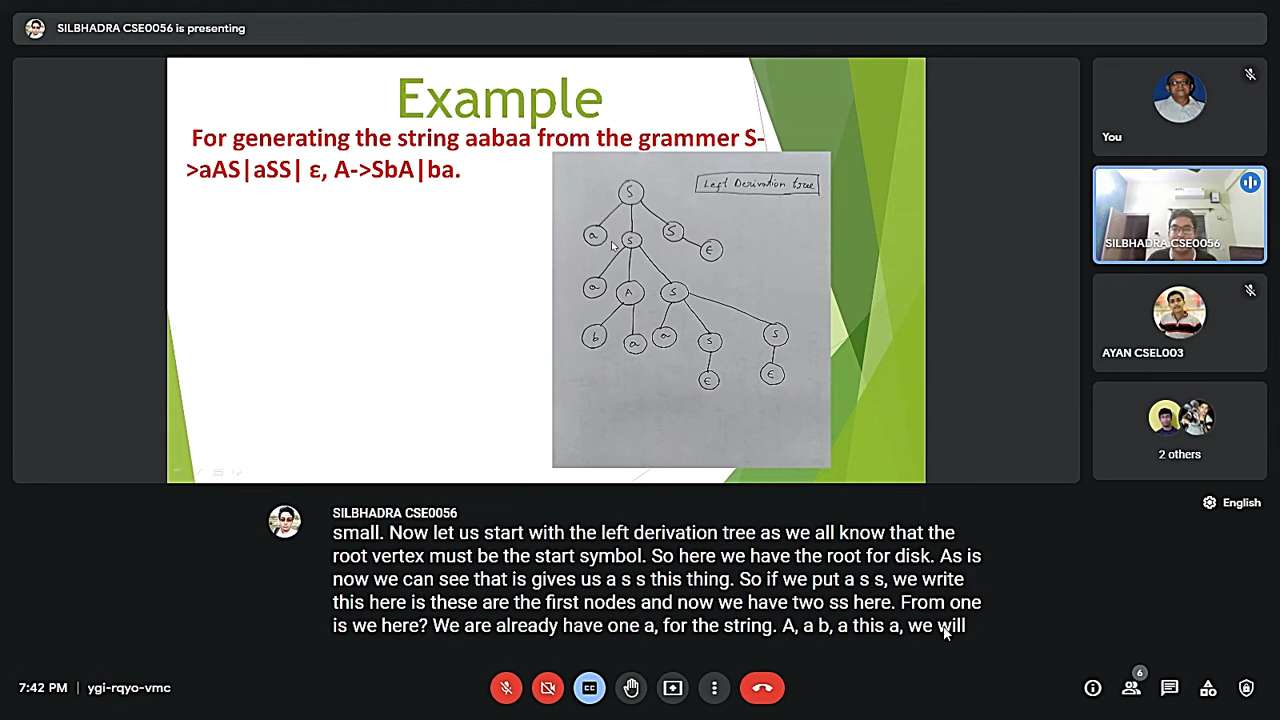 SILBHADRA CSE0056 is presenting
Example
For generating the string aabaa from the grammer S-
>aAS|aSS| ε, A->SbA|ba.
Left Derivation tree
S
a S S
ϵ
a A S
b a a S S
ϵ ϵ
You
SILBHADRA CSE0056
AYAN CSEL003
2 others
English
SILBHADRA CSE0056
small. Now let us start with the left derivation tree as we all know that the
root vertex must be the start symbol. So here we have the root for disk. As is
now we can see that is gives us a s s this thing. So if we put a s s, we write
this here is these are the first nodes and now we have two ss here. From one
is we here? We are already have one a, for the string. A, a b, a this a, we will
7:42 PM | ygi-rqyo-vmc
CC
6